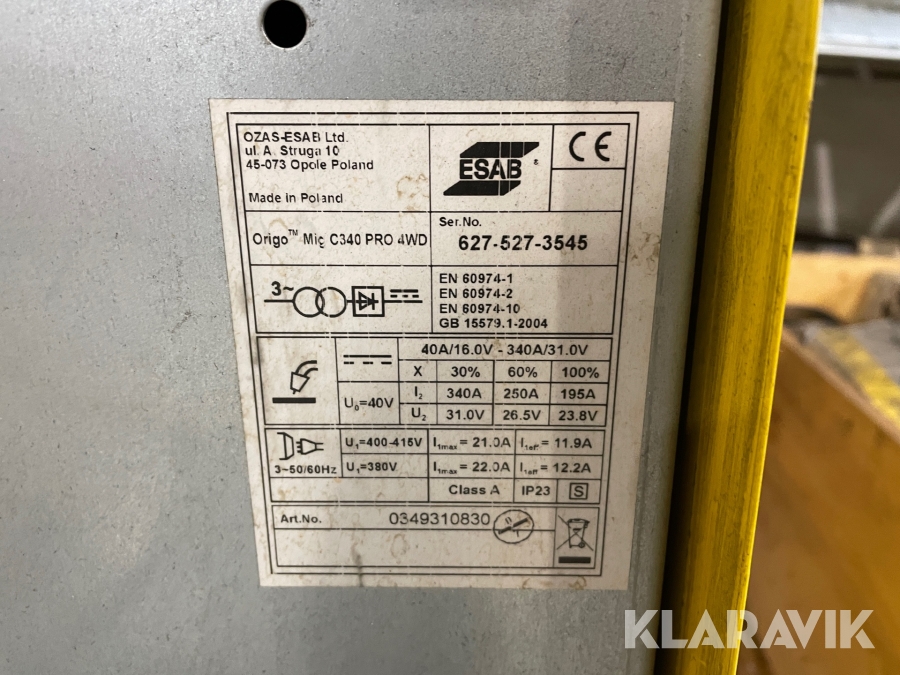 OZAS-ESAB Ltd.
ul. A. Struga 10
45-073 Opole Poland
Made in Poland
ESAB ®
CE
Origo™ Mig C340 PRO 4WD
Ser.No.
627-527-3545
3~
EN 60974-1
EN 60974-2
EN 60974-10
GB 15579.1-2004
40A/16.0V - 340A/31.0V
X 30% 60% 100%
U₀=40V
I₂ 340A 250A 195A
U₂ 31.0V 26.5V 23.8V
3~50/60Hz
U₁=400-415V I₁max = 21.0A I₁eff = 11.9A
U₁=380V I₁max = 22.0A I₁eff = 12.2A
Class A IP23 S
Art.No. 0349310830
KLARAVIK